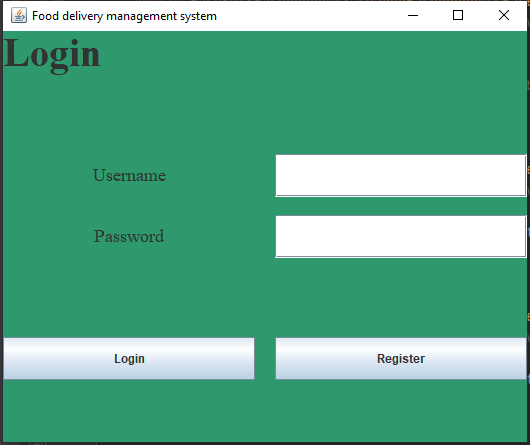 Food delivery management system
Login
Username
Password
Login
Register